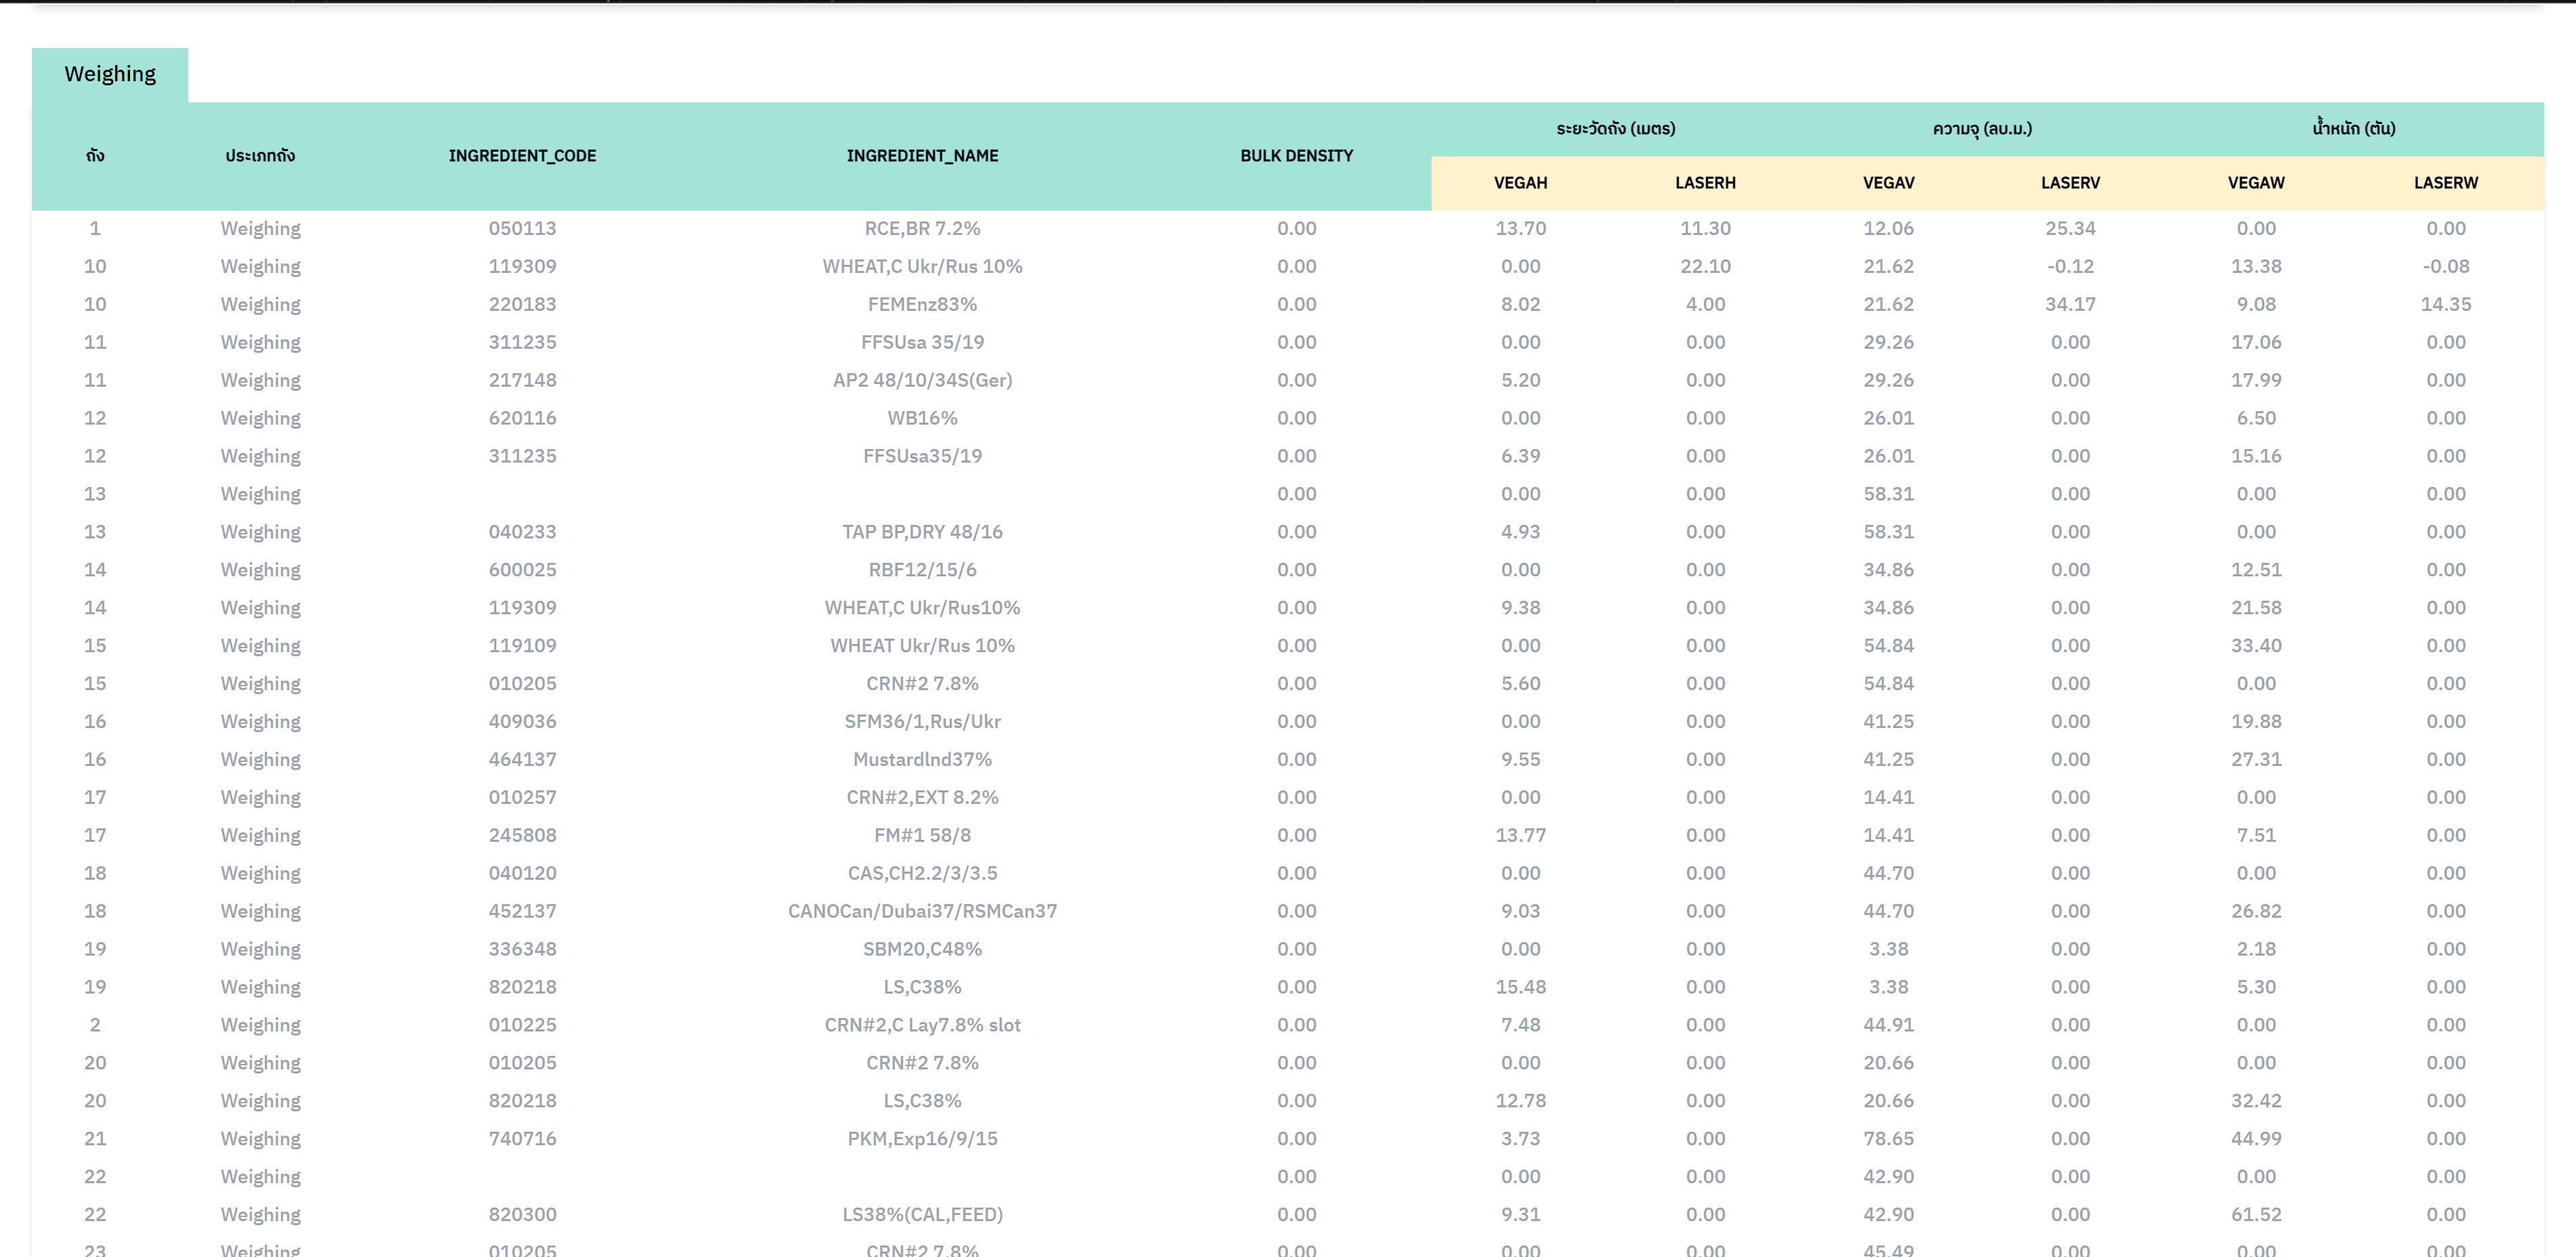 Weighing
ถัง ประเภทถัง INGREDIENT_CODE INGREDIENT_NAME BULK DENSITY ระยะวัดถัง (เมตร) ความจุ (ลบ.ม.) น้ำหนัก (ตัน)
VEGAH LASERH VEGAV LASERV VEGAW LASERW
1 Weighing 050113 RCE,BR 7.2% 0.00 13.70 11.30 12.06 25.34 0.00 0.00
10 Weighing 119309 WHEAT,C Ukr/Rus 10% 0.00 0.00 22.10 21.62 -0.12 13.38 -0.08
10 Weighing 220183 FEMEnz83% 0.00 8.02 4.00 21.62 34.17 9.08 14.35
11 Weighing 311235 FFSUsa 35/19 0.00 0.00 0.00 29.26 0.00 17.06 0.00
11 Weighing 217148 AP2 48/10/34S(Ger) 0.00 5.20 0.00 29.26 0.00 17.99 0.00
12 Weighing 620116 WB16% 0.00 0.00 0.00 26.01 0.00 6.50 0.00
12 Weighing 311235 FFSUsa35/19 0.00 6.39 0.00 26.01 0.00 15.16 0.00
13 Weighing 0.00 0.00 0.00 58.31 0.00 0.00 0.00
13 Weighing 040233 TAP BP,DRY 48/16 0.00 4.93 0.00 58.31 0.00 0.00 0.00
14 Weighing 600025 RBF12/15/6 0.00 0.00 0.00 34.86 0.00 12.51 0.00
14 Weighing 119309 WHEAT,C Ukr/Rus10% 0.00 9.38 0.00 34.86 0.00 21.58 0.00
15 Weighing 119109 WHEAT Ukr/Rus 10% 0.00 0.00 0.00 54.84 0.00 33.40 0.00
15 Weighing 010205 CRN#2 7.8% 0.00 5.60 0.00 54.84 0.00 0.00 0.00
16 Weighing 409036 SFM36/1,Rus/Ukr 0.00 0.00 0.00 41.25 0.00 19.88 0.00
16 Weighing 464137 Mustardlnd37% 0.00 9.55 0.00 41.25 0.00 27.31 0.00
17 Weighing 010257 CRN#2,EXT 8.2% 0.00 0.00 0.00 14.41 0.00 0.00 0.00
17 Weighing 245808 FM#1 58/8 0.00 13.77 0.00 14.41 0.00 7.51 0.00
18 Weighing 040120 CAS,CH2.2/3/3.5 0.00 0.00 0.00 44.70 0.00 0.00 0.00
18 Weighing 452137 CANOCan/Dubai37/RSMCan37 0.00 9.03 0.00 44.70 0.00 26.82 0.00
19 Weighing 336348 SBM20,C48% 0.00 0.00 0.00 3.38 0.00 2.18 0.00
19 Weighing 820218 LS,C38% 0.00 15.48 0.00 3.38 0.00 5.30 0.00
2 Weighing 010225 CRN#2,C Lay7.8% slot 0.00 7.48 0.00 44.91 0.00 0.00 0.00
20 Weighing 010205 CRN#2 7.8% 0.00 0.00 0.00 20.66 0.00 0.00 0.00
20 Weighing 820218 LS,C38% 0.00 12.78 0.00 20.66 0.00 32.42 0.00
21 Weighing 740716 PKM,Exp16/9/15 0.00 3.73 0.00 78.65 0.00 44.99 0.00
22 Weighing 0.00 0.00 0.00 42.90 0.00 0.00 0.00
22 Weighing 820300 LS38%(CAL,FEED) 0.00 9.31 0.00 42.90 0.00 61.52 0.00
23 Weighing 010205 CRN#2 7.8% 0.00 0.00 0.00 45.49 0.00 0.00 0.00